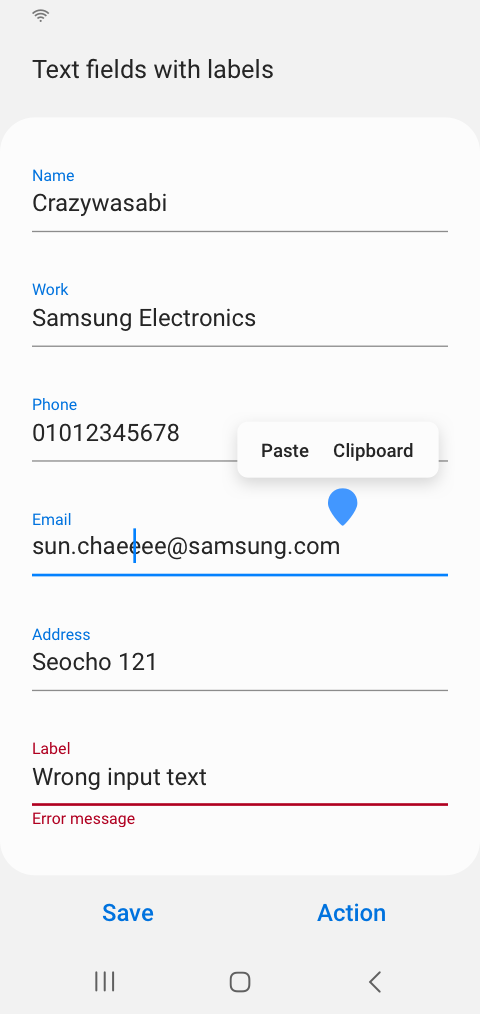 Text fields with labels
Name
Crazywasabi
Work
Samsung Electronics
Phone
01012345678
Paste Clipboard
Email
sun.chaeeeee@samsung.com
Address
Seocho 121
Label
Wrong input text
Error message
Save Action